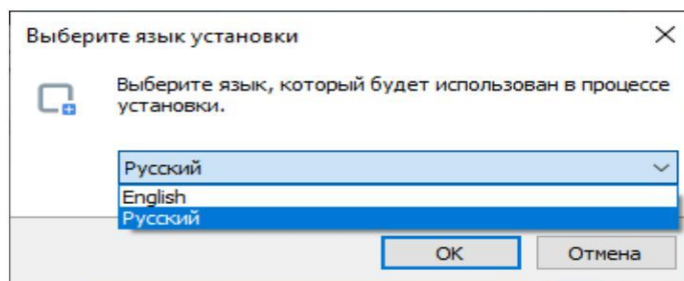 Выберите язык установки
Выберите язык, который будет использован в процессе
установки.
Русский
English
Русский
OK
Отмена